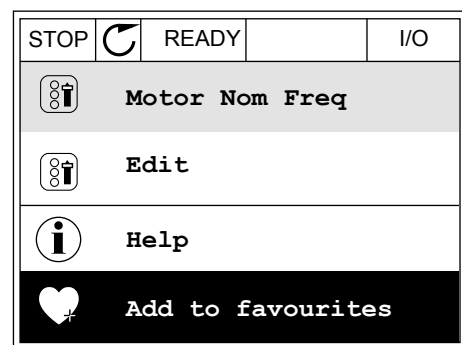 STOP READY I/O
Motor Nom Freq
Edit
Help
Add to favourites